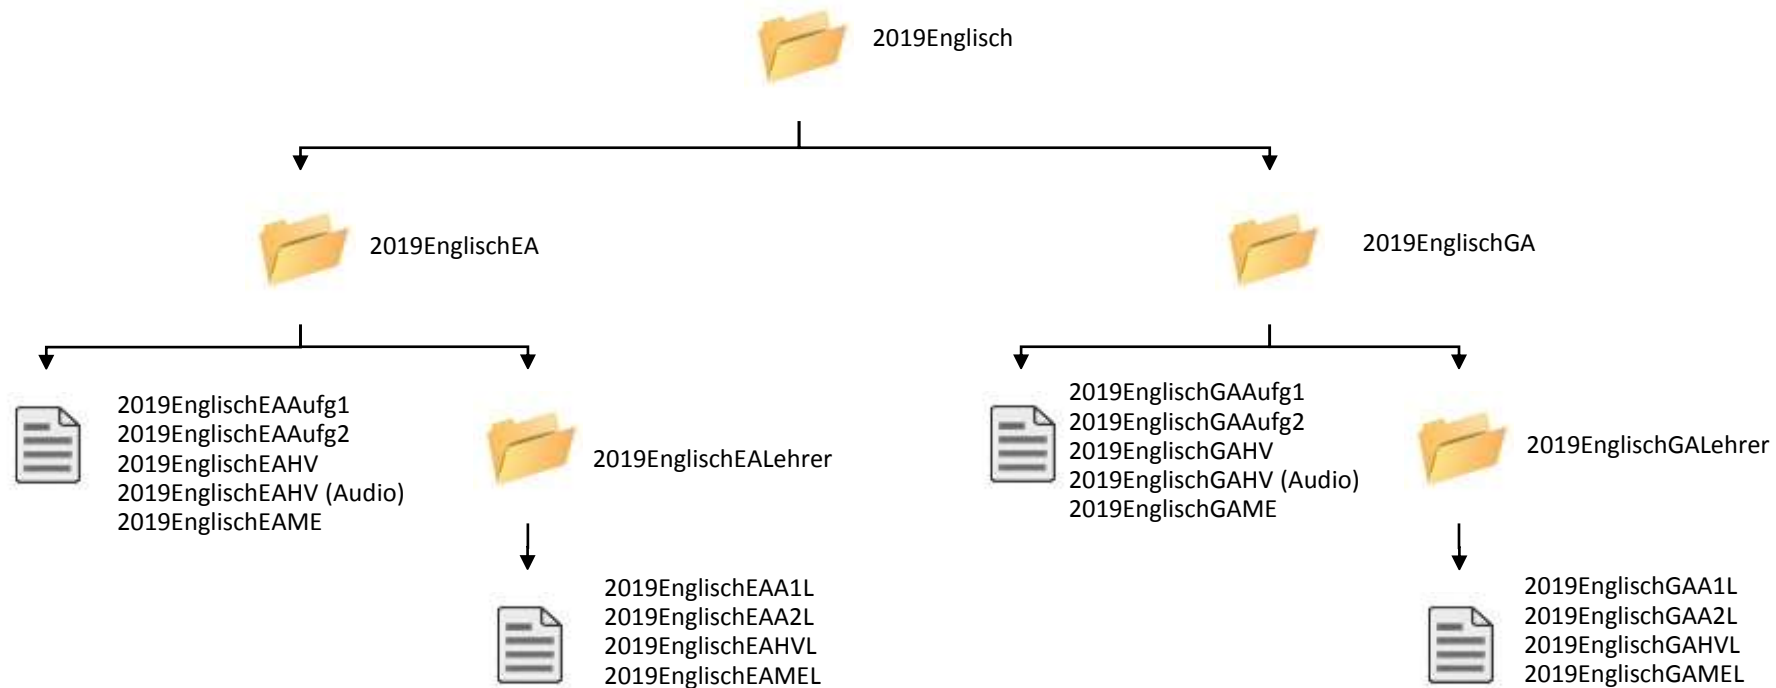 2019Englisch
2019EnglischEA
2019EnglischGA
2019EnglischEAAufg1
2019EnglischEAAufg2
2019EnglischEAHV
2019EnglischEAHV (Audio)
2019EnglischEAME
2019EnglischEALehrer
2019EnglischGAAufg1
2019EnglischGAAufg2
2019EnglischGAHV
2019EnglischGAHV (Audio)
2019EnglischGAME
2019EnglischGALehrer
2019EnglischEAA1L
2019EnglischEAA2L
2019EnglischEAHVL
2019EnglischEAMEL
2019EnglischGAA1L
2019EnglischGAA2L
2019EnglischGAHVL
2019EnglischGAMEL